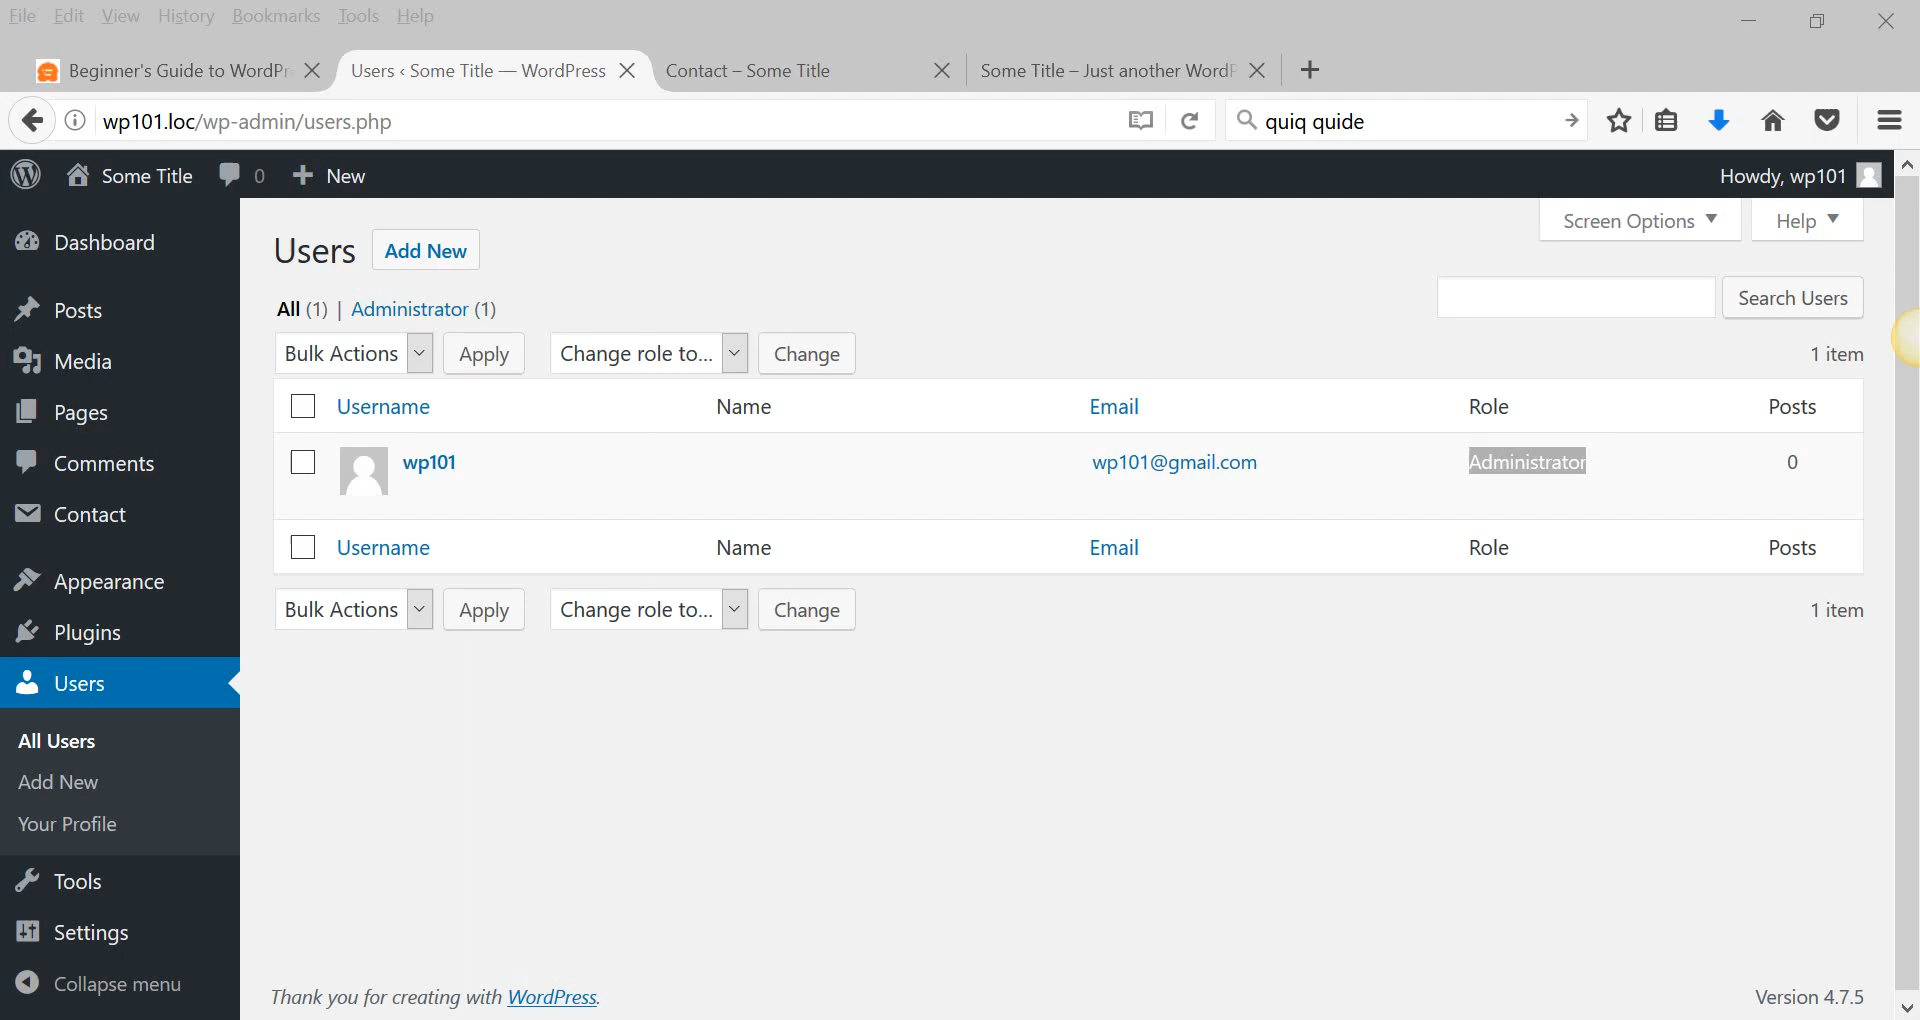 File Edit View History Bookmarks Tools Help
Beginner's Guide to WordPr
Users ‹ Some Title — WordPress
Contact – Some Title
Some Title – Just another WordP
wp101.loc/wp-admin/users.php
quiq quide
Some Title 0 New
Howdy, wp101
Dashboard
Posts
Media
Pages
Comments
Contact
Appearance
Plugins
Users
All Users
Add New
Your Profile
Tools
Settings
Collapse menu
Screen Options Help
Users Add New
All (1) | Administrator (1)
Search Users
Bulk Actions Apply Change role to... Change 1 item
Username Name Email Role Posts
wp101 wp101@gmail.com Administrator 0
Username Name Email Role Posts
Bulk Actions Apply Change role to... Change 1 item
Thank you for creating with WordPress.
Version 4.7.5